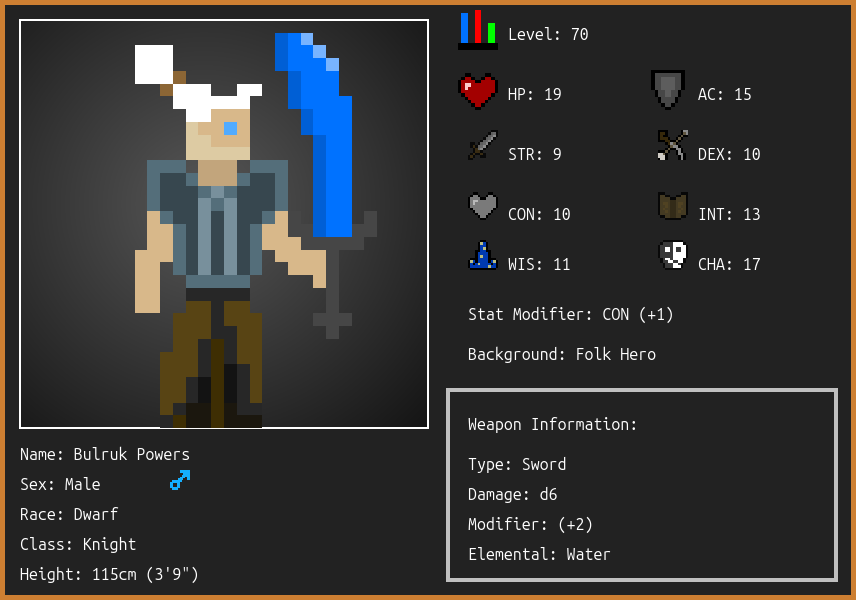 Level: 70
HP: 19
AC: 15
STR: 9
DEX: 10
CON: 10
INT: 13
WIS: 11
CHA: 17
Stat Modifier: CON (+1)
Background: Folk Hero
Weapon Information:
Type: Sword
Damage: d6
Modifier: (+2)
Elemental: Water
Name: Bulruk Powers
Sex: Male
Race: Dwarf
Class: Knight
Height: 115cm (3'9")